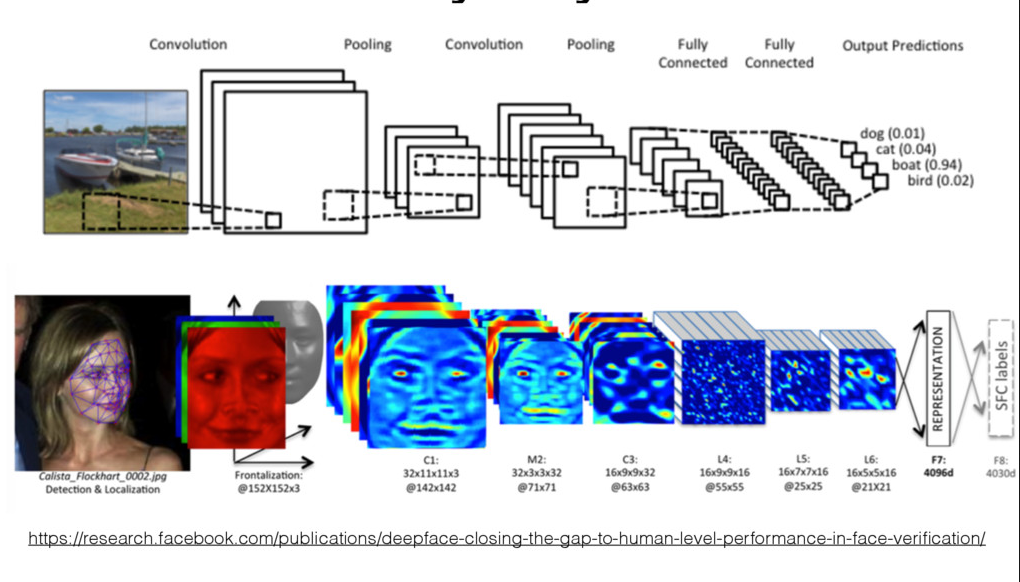 Convolution Pooling Convolution Pooling Fully Connected Fully Connected Output Predictions
dog (0.01)
cat (0.04)
boat (0.94)
bird (0.02)
Calista_Flockhart_0002.jpg
Detection & Localization
Frontalization:
@152X152x3
C1:
32x11x11x3
@142x142
M2:
32x3x3x32
@71x71
C3:
16x9x9x32
@63x63
L4:
16x9x9x16
@55x55
L5:
16x7x7x16
@25x25
L6:
16x5x5x16
@21X21
REPRESENTATION
F7:
4096d
SFC labels
F8:
4030d
https://research.facebook.com/publications/deepface-closing-the-gap-to-human-level-performance-in-face-verification/